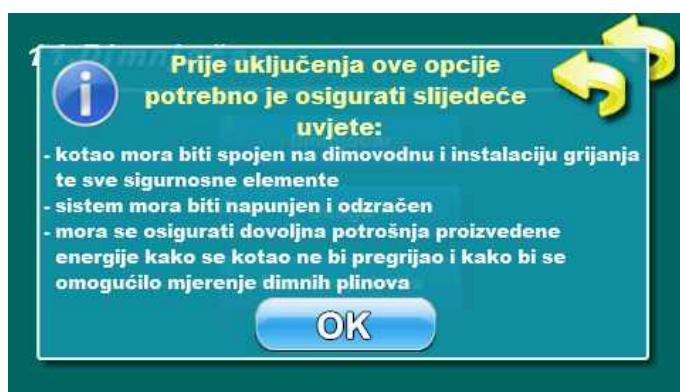 Prije uključenja ove opcije
potrebno je osigurati slijedeće
uvjete:
- kotao mora biti spojen na dimovodnu i instalaciju grijanja
te sve sigurnosne elemente
- sistem mora biti napunjen i odzračen
- mora se osigurati dovoljna potrošnja proizvedene
energije kako se kotao ne bi pregrijao i kako bi se
omogućilo mjerenje dimnih plinova
OK